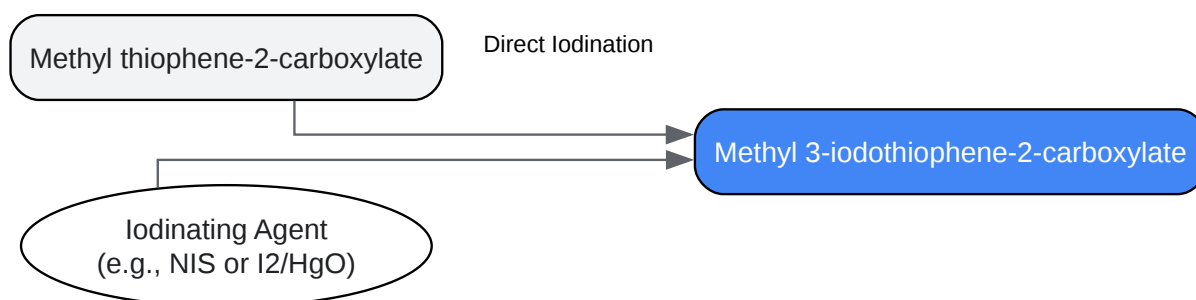 Methyl thiophene-2-carboxylate
Direct Iodination
Methyl 3-iodothiophene-2-carboxylate
Iodinating Agent
(e.g., NIS or I2/HgO)